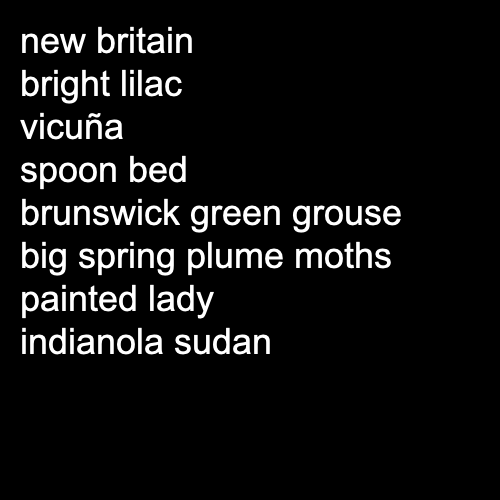 new britain
bright lilac
vicuña
spoon bed
brunswick green grouse
big spring plume moths
painted lady
indianola sudan